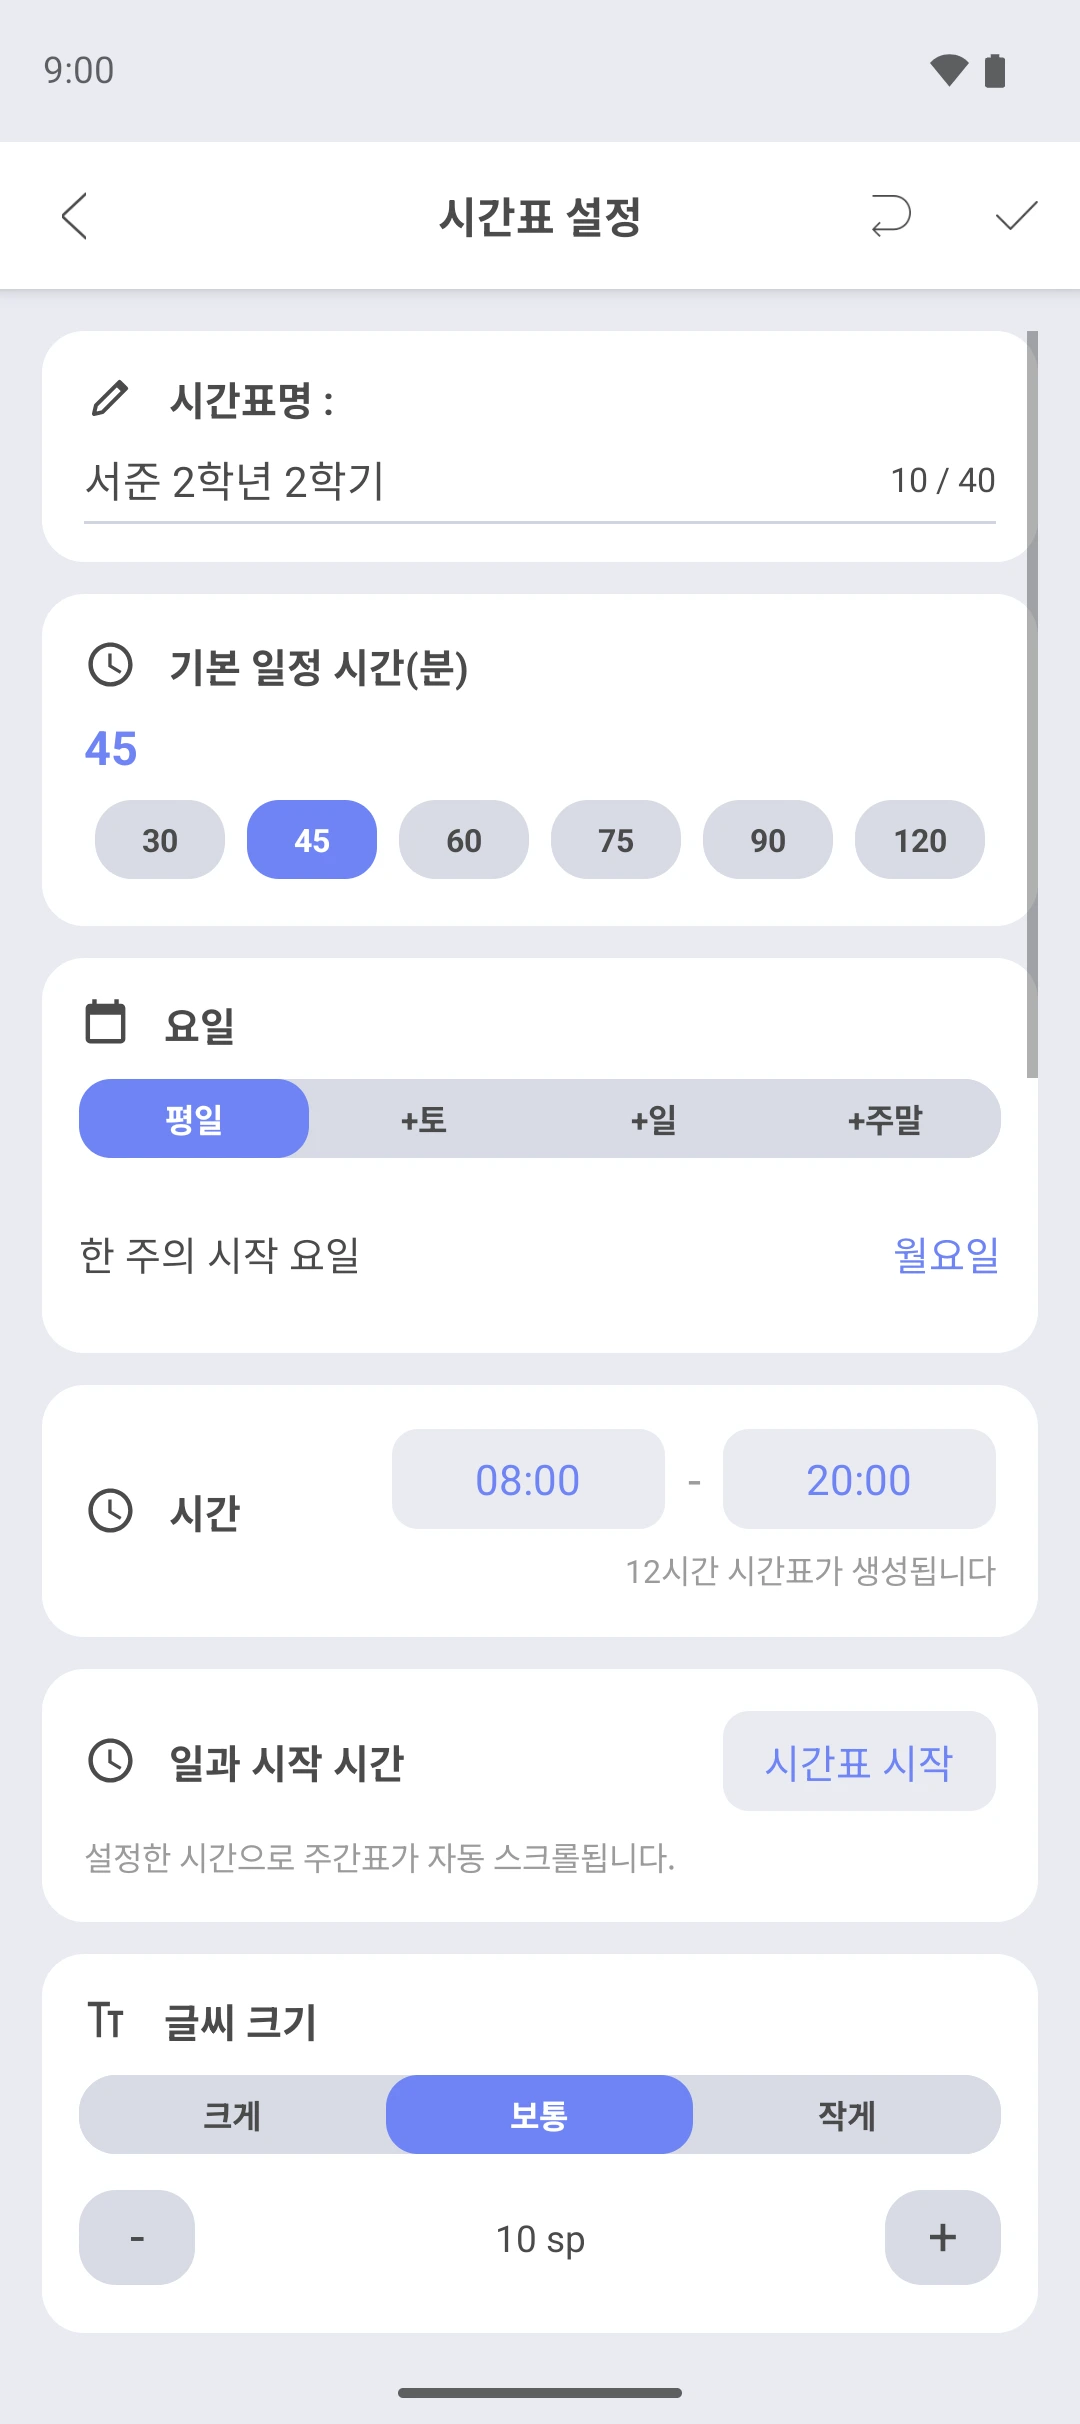 9:00
시간표 설정
시간표명 :
서준 2학년 2학기
10 / 40
기본 일정 시간(분)
45
30 45 60 75 90 120
요일
평일 +토 +일 +주말
한 주의 시작 요일 월요일
시간
08:00 - 20:00
12시간 시간표가 생성됩니다
일과 시작 시간 시간표 시작
설정한 시간으로 주간표가 자동 스크롤됩니다.
글씨 크기
크게 보통 작게
- 10 sp +